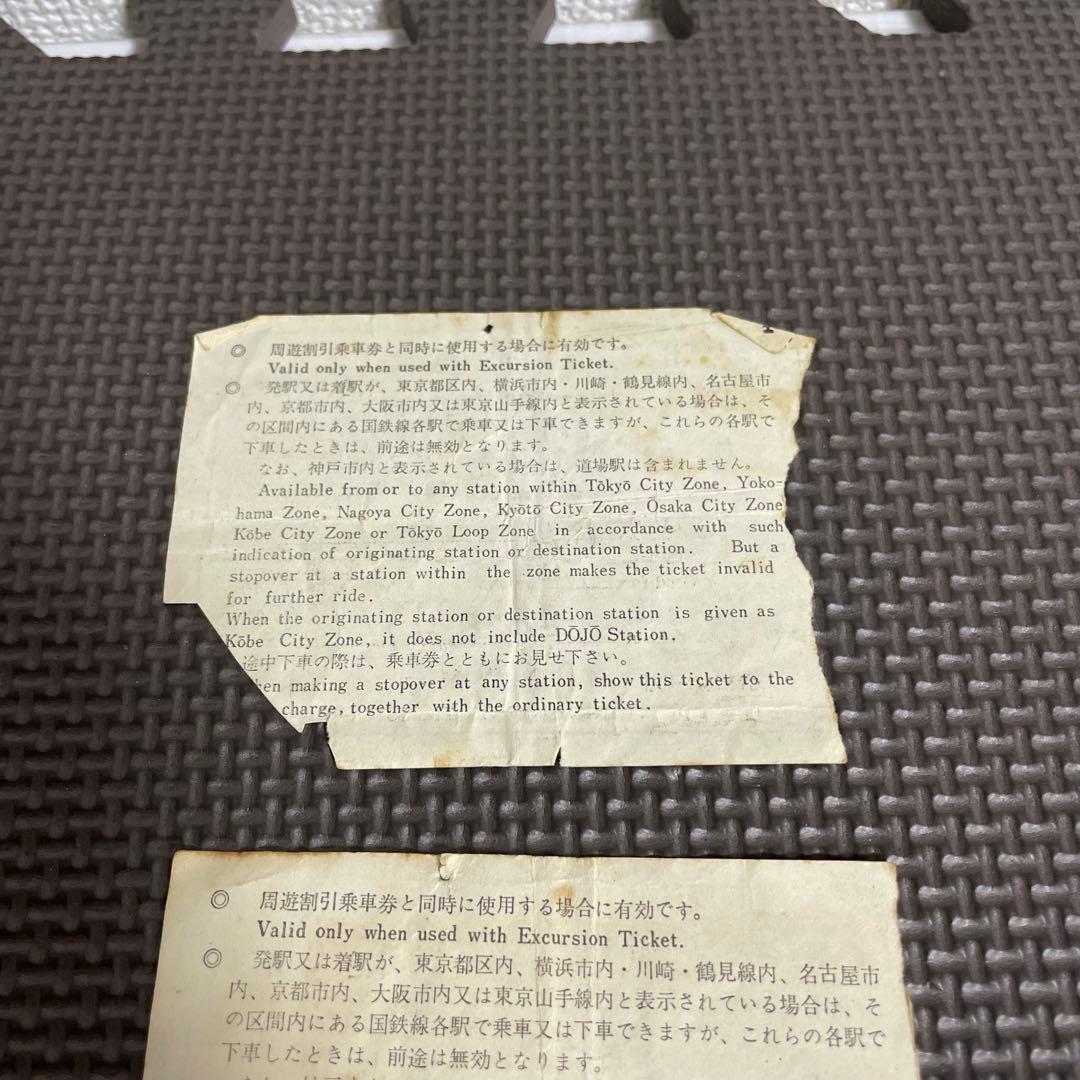 ◎ 周遊割引乗車券と同時に使用する場合に有効です。
Valid only when used with Excursion Ticket.
◎ 発駅又は着駅が、東京都区内、横浜市内・川崎・鶴見線内、名古屋市
内、京都市内、大阪市内又は東京山手線内と表示されている場合は、そ
の区間内にある国鉄線各駅で乗車又は下車できますが、これらの各駅で
下車したときは、前途は無効となります。
なお、神戸市内と表示されている場合は、道場駅は含まれません。
Available from or to any station within Tōkyō City Zone, Yoko-
hama Zone, Nagoya City Zone, Kyōto City Zone, Ōsaka City Zone
Kōbe City Zone or Tōkyō Loop Zone in accordance with such
indication of originating station or destination station. But a
stopover at a station within the zone makes the ticket invalid
for further ride.
When the originating station or destination station is given as
Kōbe City Zone, it does not include DŌJŌ Station.
途中下車の際は、乗車券とともにお見せ下さい。
en making a stopover at any station, show this ticket to the
charge, together with the ordinary ticket.
◎ 周遊割引乗車券と同時に使用する場合に有効です。
Valid only when used with Excursion Ticket.
◎ 発駅又は着駅が、東京都区内、横浜市内・川崎・鶴見線内、名古屋市
内、京都市内、大阪市内又は東京山手線内と表示されている場合は、そ
の区間内にある国鉄線各駅で乗車又は下車できますが、これらの各駅で
下車したときは、前途は無効となります。